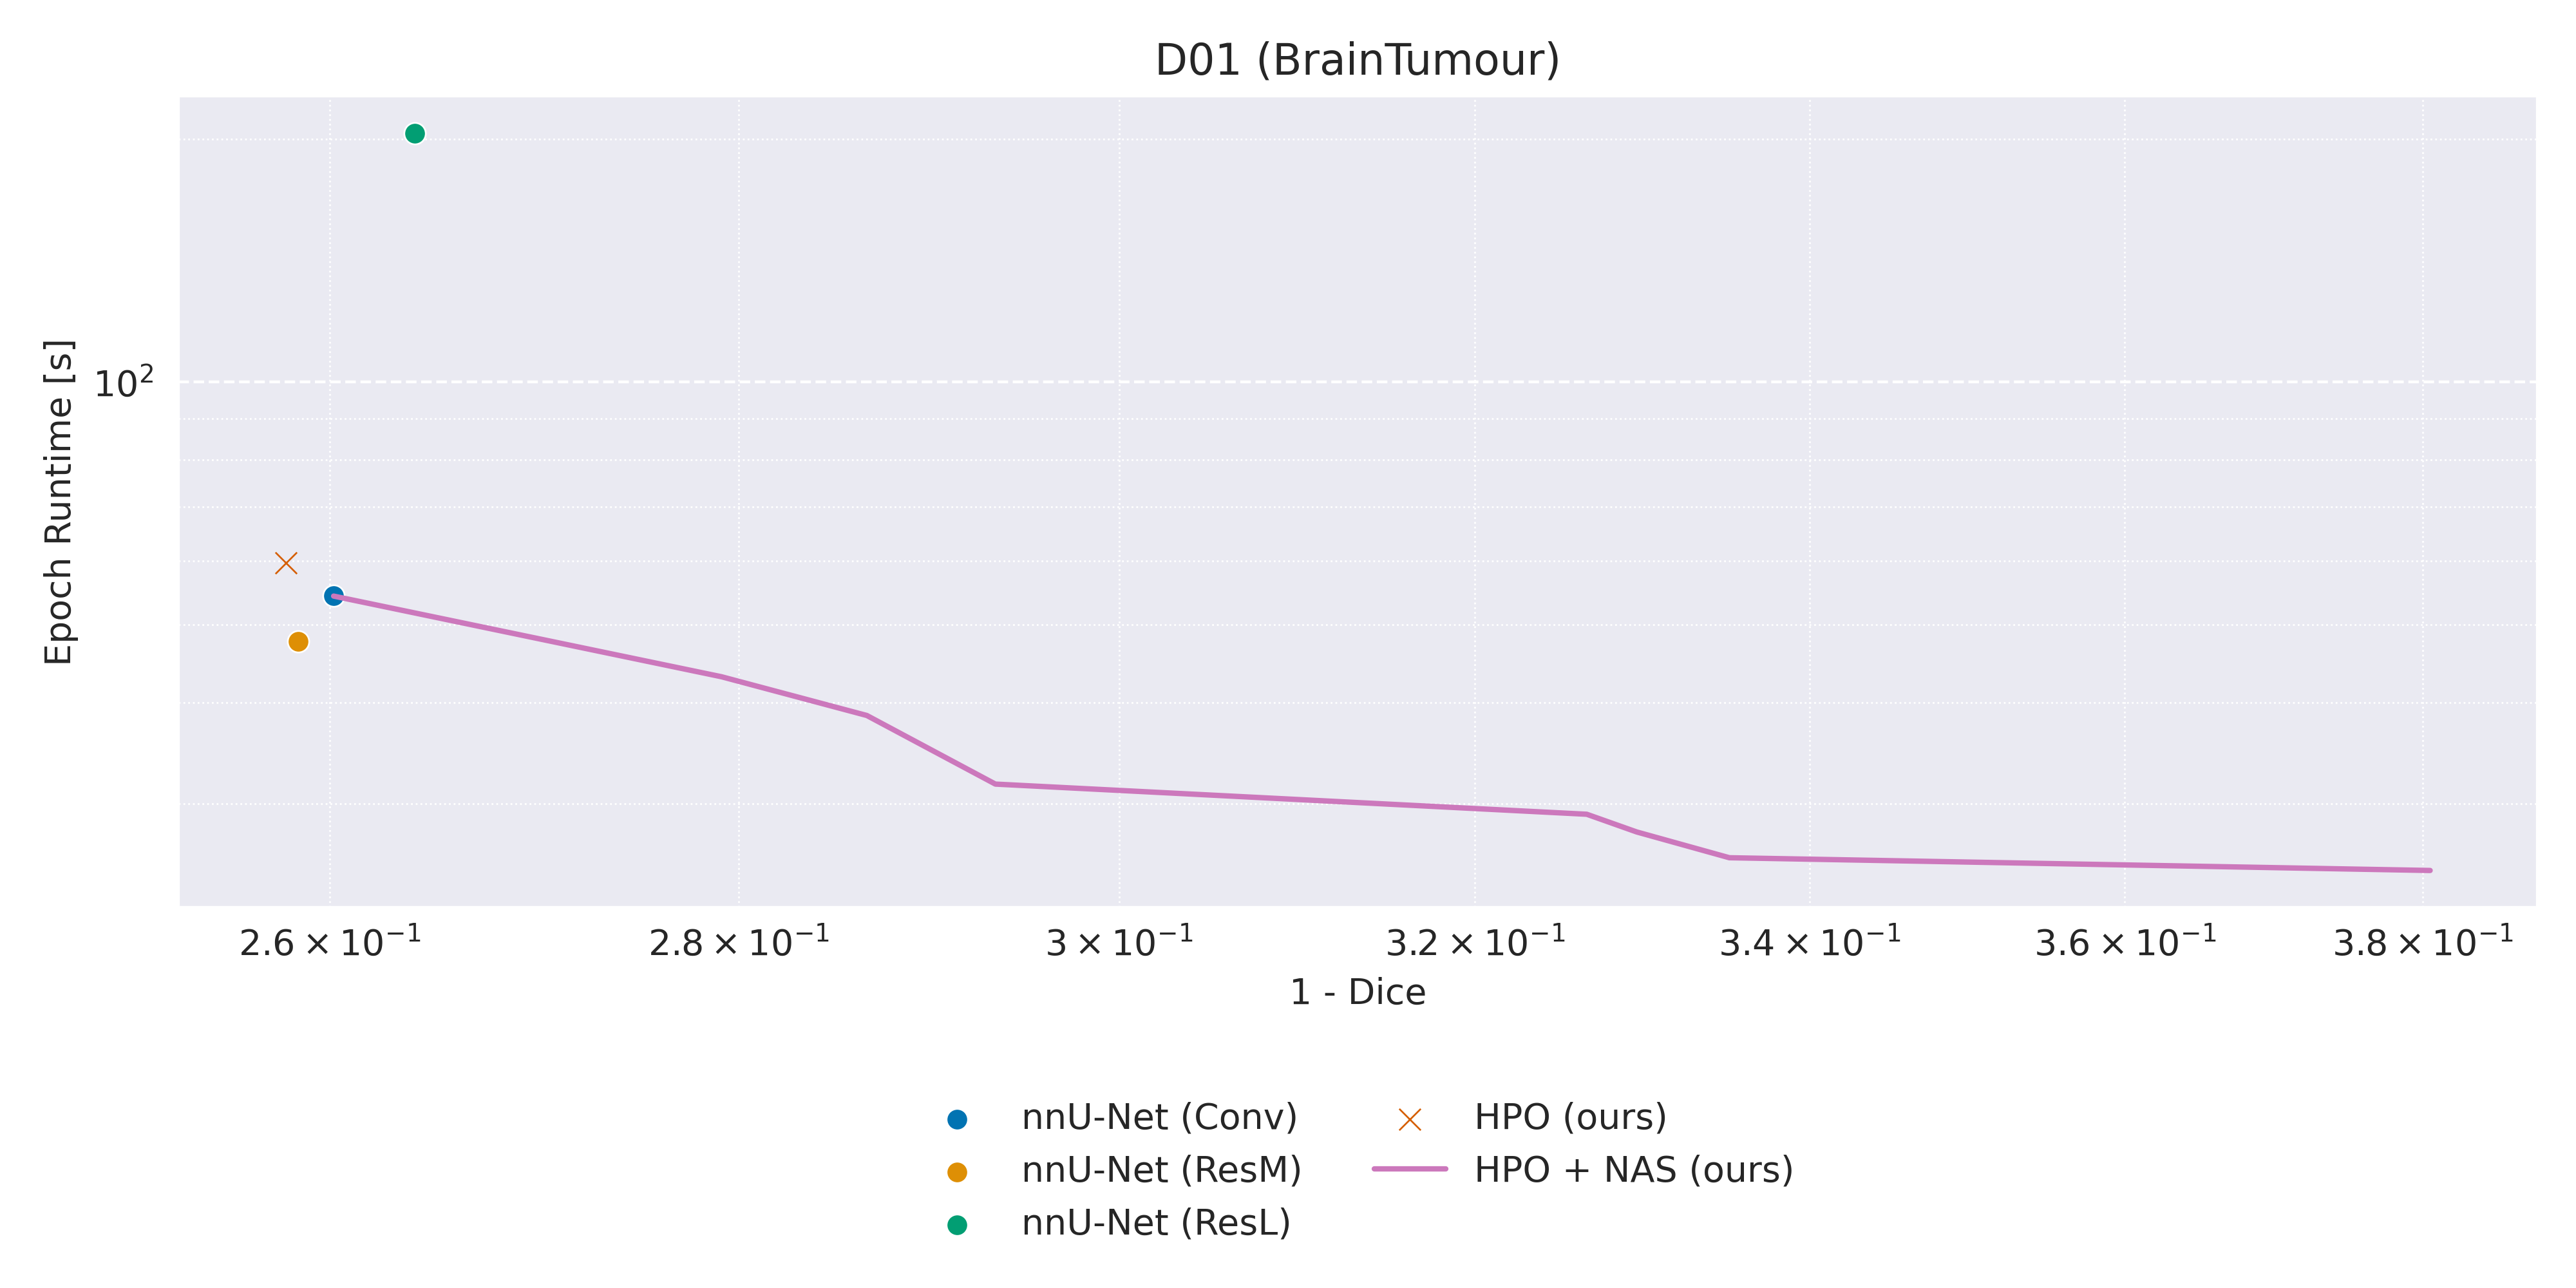 D01 (BrainTumour)
Epoch Runtime [s]
10²
2.6 × 10⁻¹ 2.8 × 10⁻¹ 3 × 10⁻¹ 3.2 × 10⁻¹ 3.4 × 10⁻¹ 3.6 × 10⁻¹ 3.8 × 10⁻¹
1 - Dice
nnU-Net (Conv)
nnU-Net (ResM)
nnU-Net (ResL)
HPO (ours)
HPO + NAS (ours)